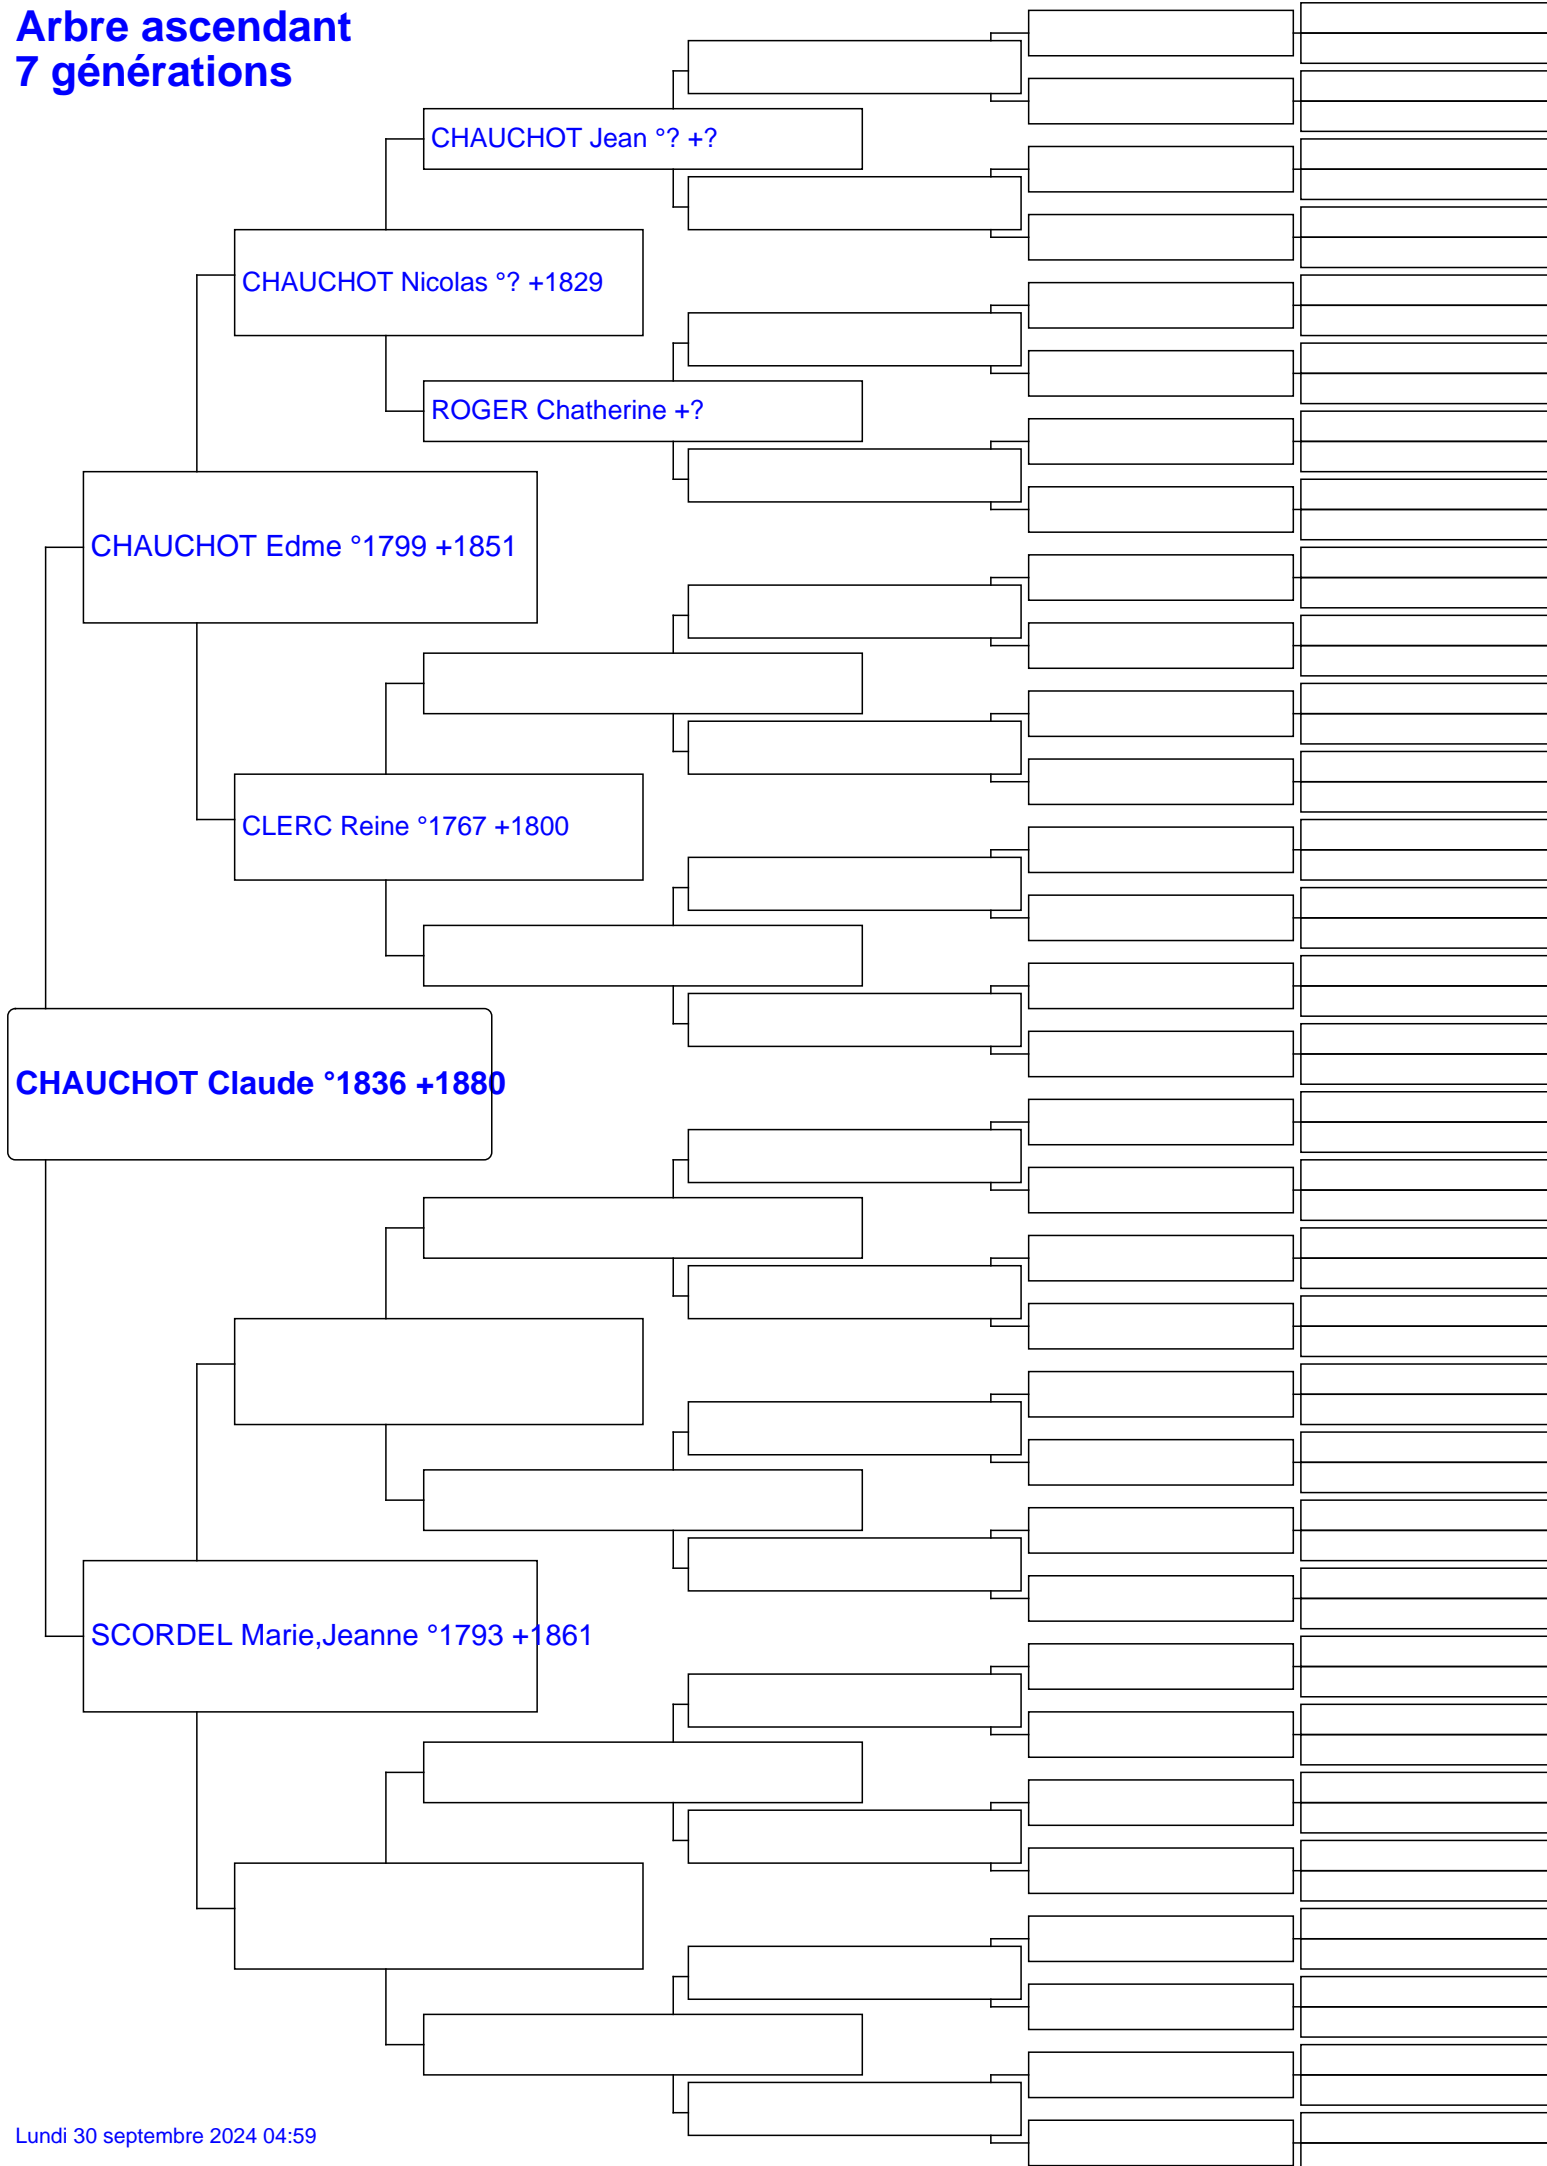 Arbre ascendant
7 générations
CHAUCHOT Jean °? +?
CHAUCHOT Nicolas °? +1829
ROGER Chatherine +?
CHAUCHOT Edme °1799 +1851
CLERC Reine °1767 +1800
CHAUCHOT Claude °1836 +1880
SCORDEL Marie,Jeanne °1793 +1861
Lundi 30 septembre 2024 04:59